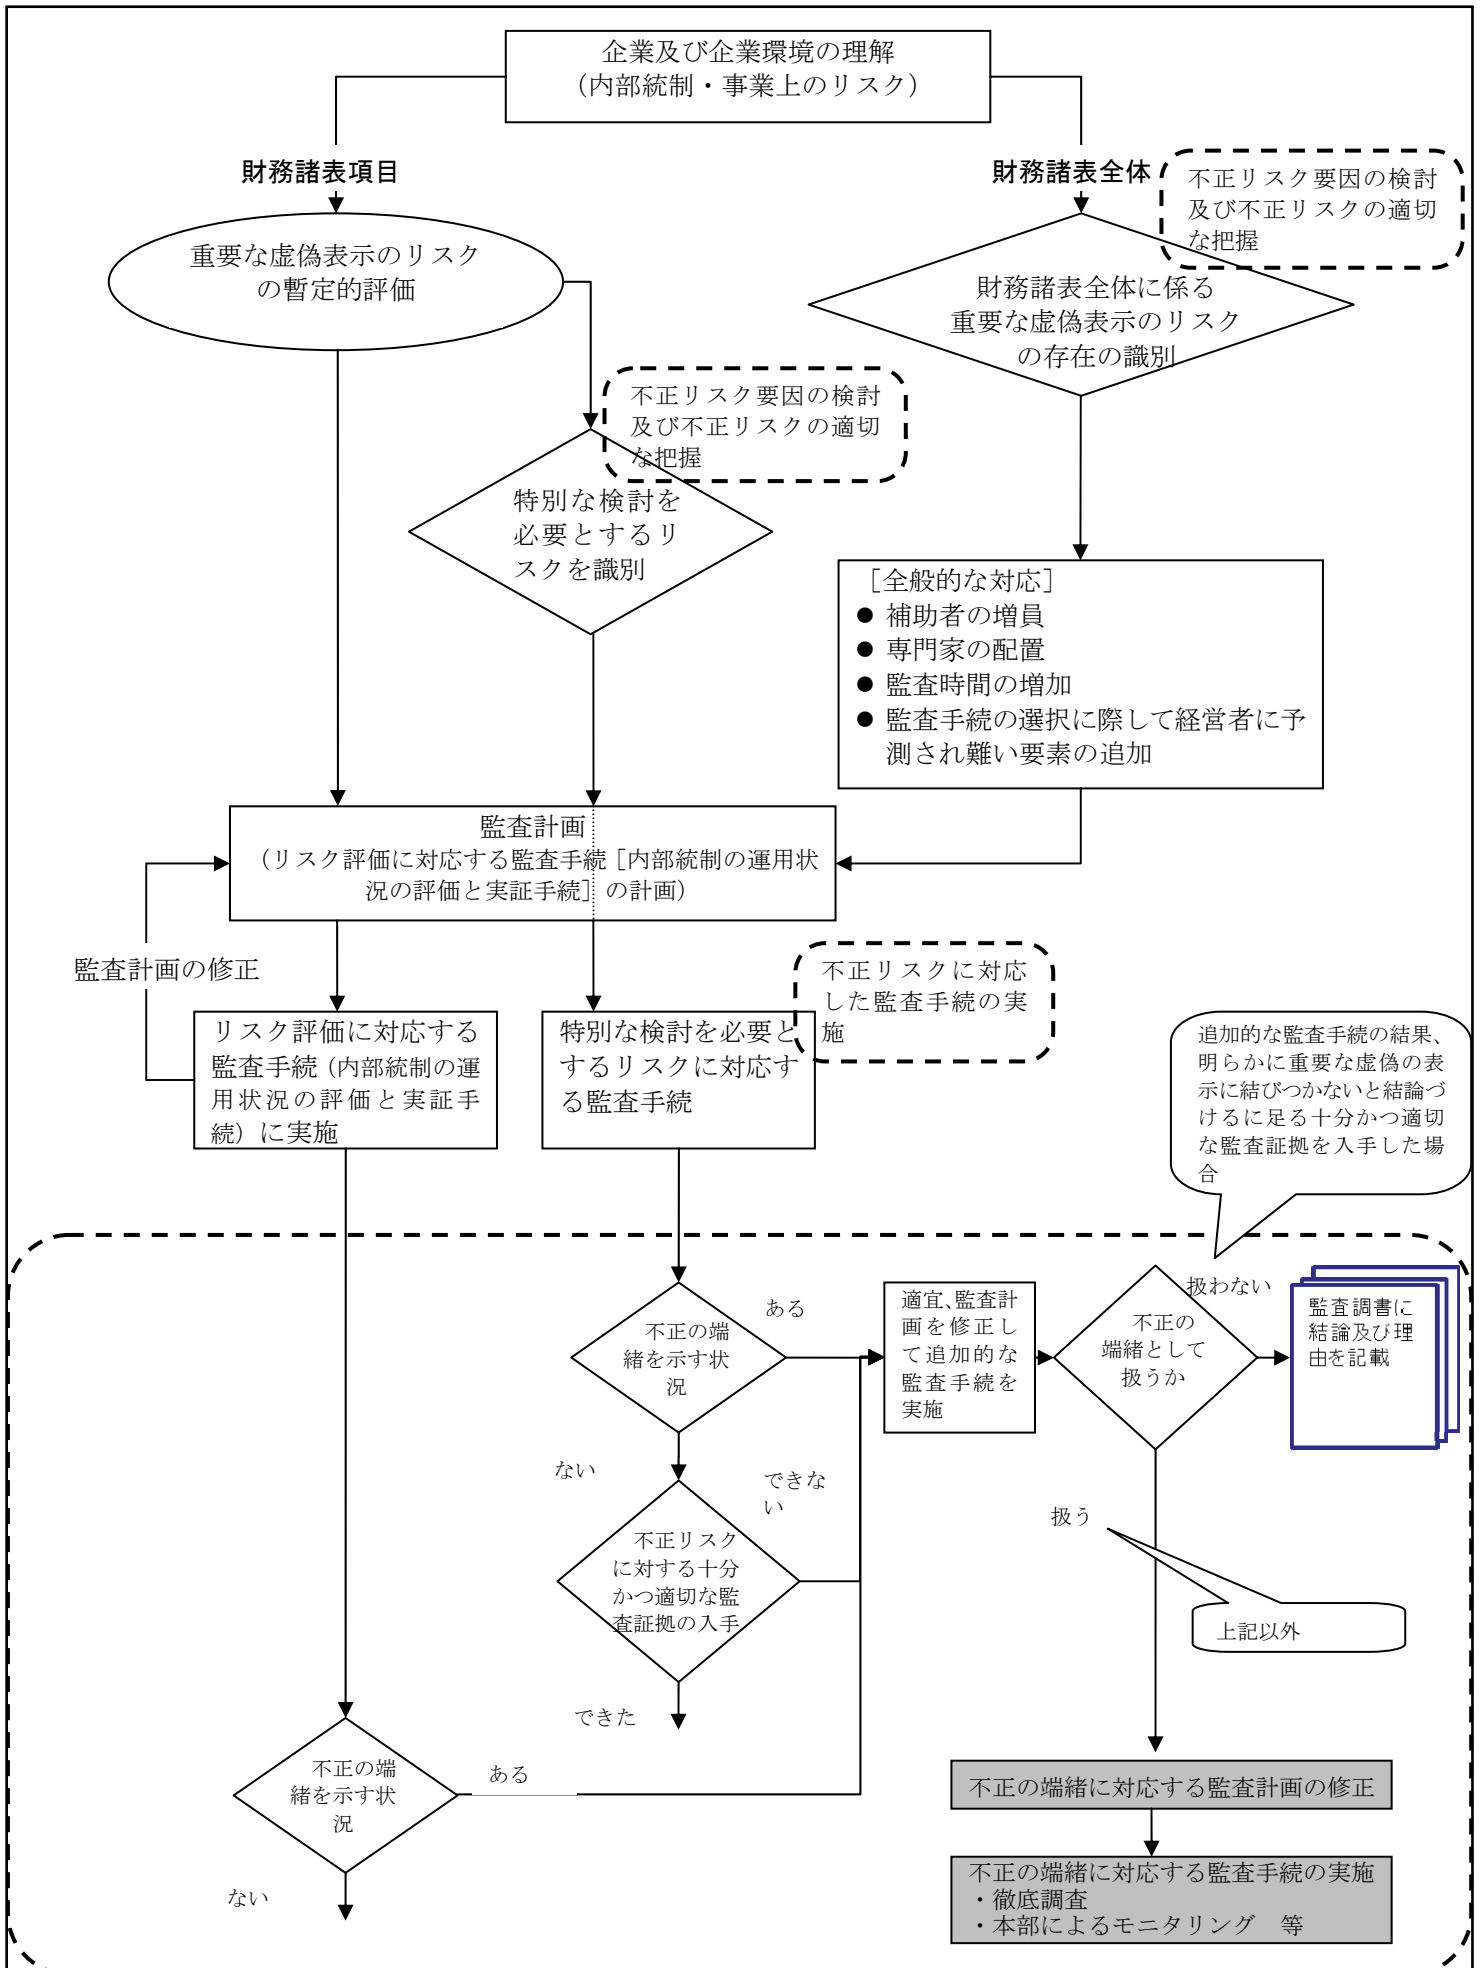 企業及び企業環境の理解
（内部統制・事業上のリスク）
財務諸表項目
財務諸表全体
不正リスク要因の検討
及び不正リスクの適切
な把握
重要な虚偽表示のリスク
の暫定的評価
財務諸表全体に係る
重要な虚偽表示のリスク
の存在の識別
不正リスク要因の検討
及び不正リスクの適切
な把握
特別な検討を
必要とするリ
スクを識別
［全般的な対応］
● 補助者の増員
● 専門家の配置
● 監査時間の増加
● 監査手続の選択に際して経営者に予
測され難い要素の追加
監査計画
（リスク評価に対応する監査手続［内部統制の運用状
況の評価と実証手続］の計画）
監査計画の修正
不正リスクに対応
した監査手続の実
施
リスク評価に対応する
監査手続（内部統制の運
用状況の評価と実証手
続）に実施
特別な検討を必要と
するリスクに対応す
る監査手続
追加的な監査手続の結果、
明らかに重要な虚偽の表
示に結びつかないと結論づ
けるに足る十分かつ適切
な監査証拠を入手した場
合
不正の端
緒を示す状
況
ある
適宜、監査計
画を修正し
て追加的な
監査手続を
実施
不正の
端緒として
扱うか
扱わない
監査調書に
結論及び理
由を記載
ない
できな
い
不正リスク
に対する十分
かつ適切な監
査証拠の入手
扱う
上記以外
できた
不正の端
緒を示す状
況
ある
ない
不正の端緒に対応する監査計画の修正
不正の端緒に対応する監査手続の実施
・徹底調査
・本部によるモニタリング　等